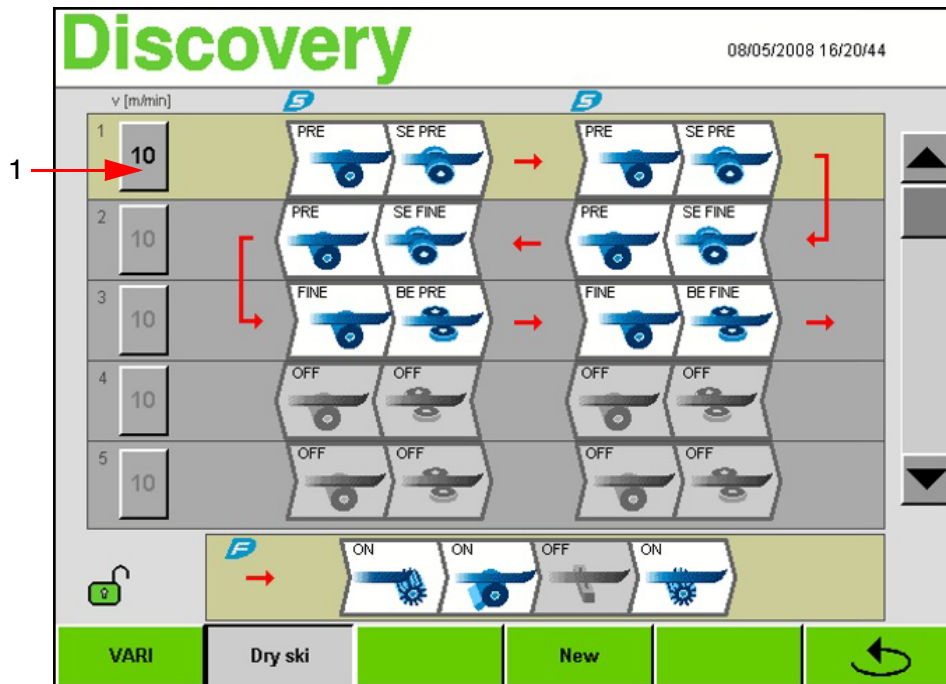 Discovery
08/05/2008 16/20/44
v [m/min]
S S
1
1 10 PRE SE PRE PRE SE PRE
2 10 PRE SE FINE PRE SE FINE
3 10 FINE BE PRE FINE BE FINE
4 10 OFF OFF OFF OFF
5 10 OFF OFF OFF OFF
F ON ON OFF ON
VARI Dry ski New